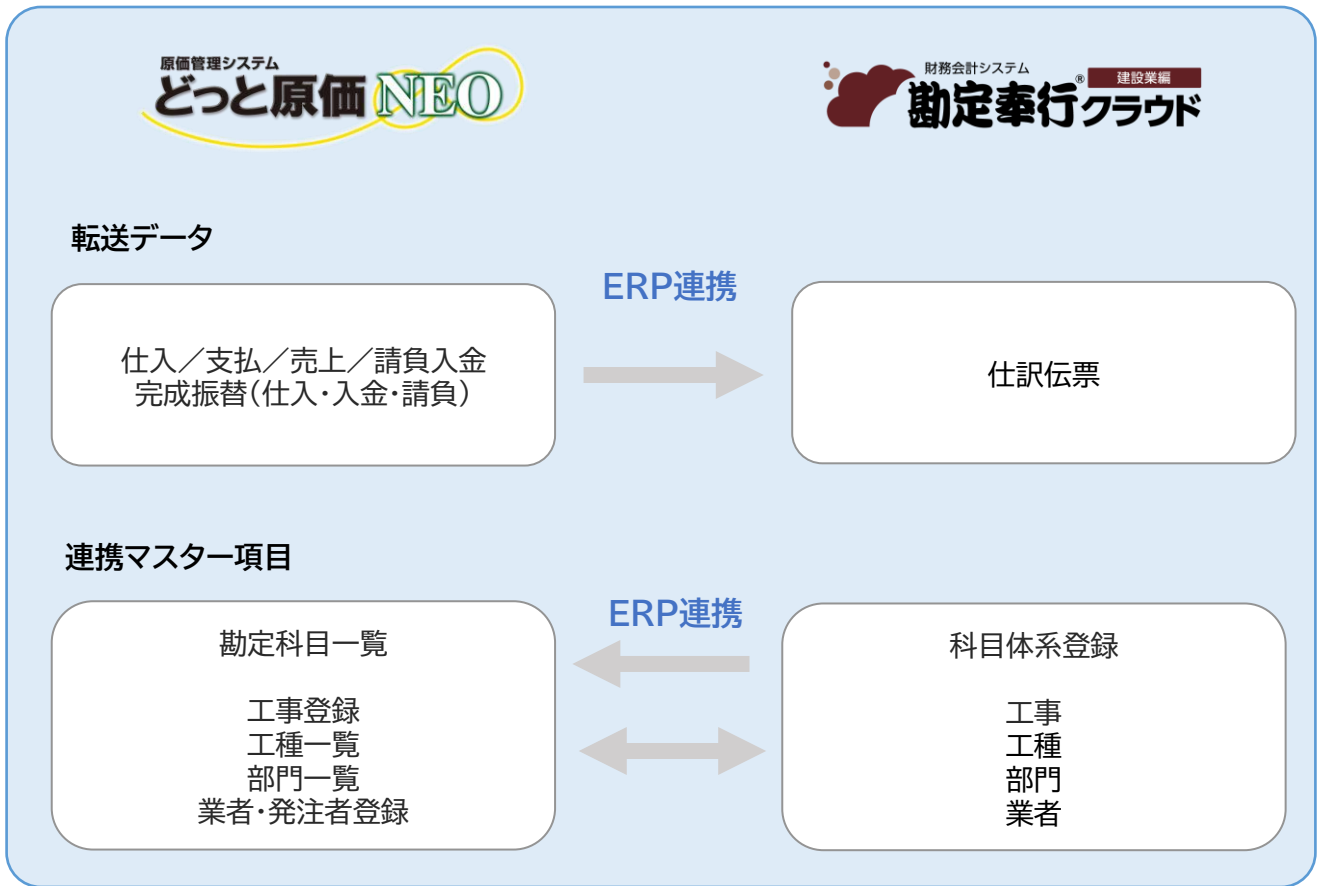 原価管理システム
どっと原価NEO
財務会計システム
建設業編
勘定奉行®クラウド
転送データ
ERP連携
仕入／支払／売上／請負入金
完成振替（仕入・入金・請負）
仕訳伝票
連携マスター項目
ERP連携
勘定科目一覧
工事登録
工種一覧
部門一覧
業者・発注者登録
科目体系登録
工事
工種
部門
業者